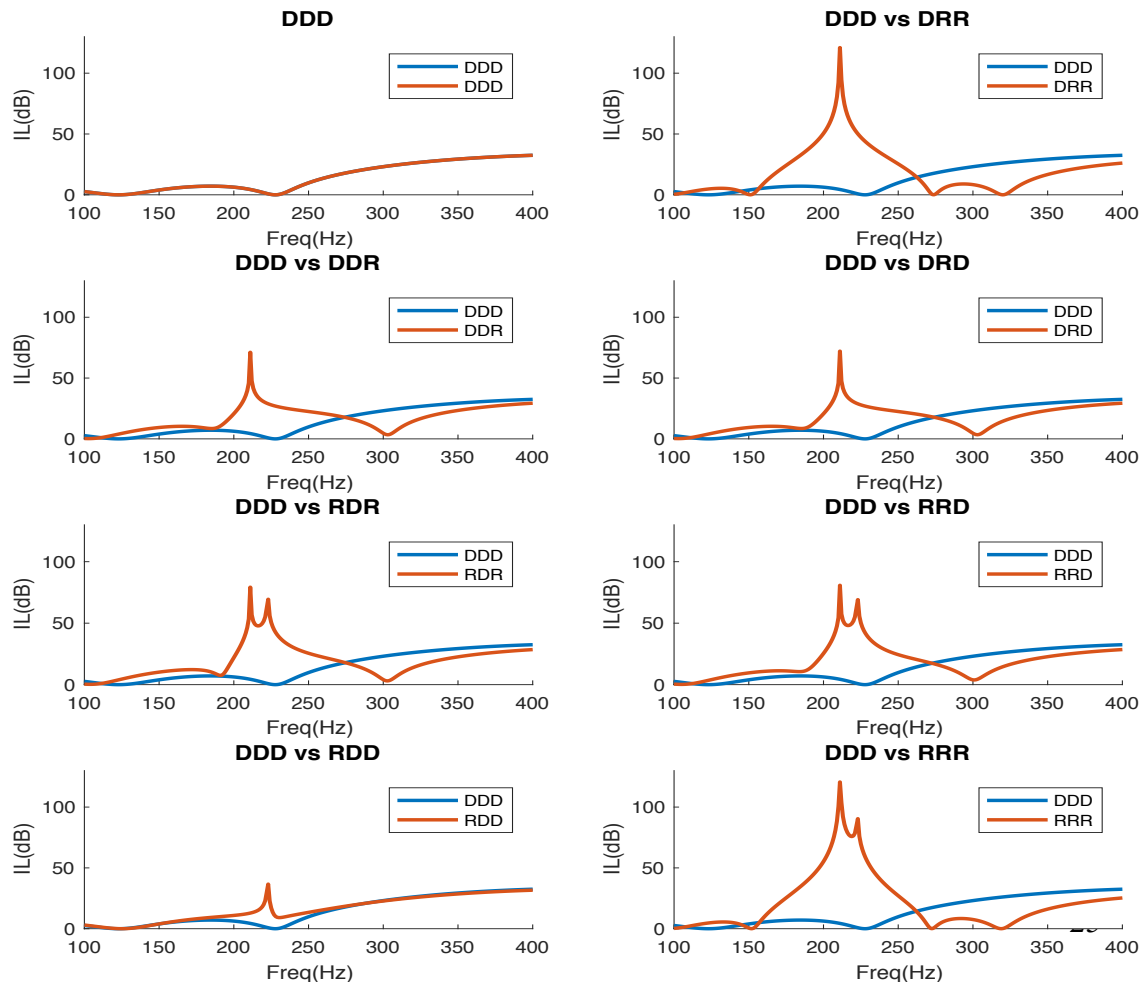 DDD
IL(dB)
100
50
0
100 150 200 250 300 350 400
Freq(Hz)
DDD
DDD
DDD vs DRR
IL(dB)
100
50
0
100 150 200 250 300 350 400
Freq(Hz)
DDD
DRR
DDD vs DDR
IL(dB)
100
50
0
100 150 200 250 300 350 400
Freq(Hz)
DDD
DDR
DDD vs DRD
IL(dB)
100
50
0
100 150 200 250 300 350 400
Freq(Hz)
DDD
DRD
DDD vs RDR
IL(dB)
100
50
0
100 150 200 250 300 350 400
Freq(Hz)
DDD
RDR
DDD vs RRD
IL(dB)
100
50
0
100 150 200 250 300 350 400
Freq(Hz)
DDD
RRD
DDD vs RDD
IL(dB)
100
50
0
100 150 200 250 300 350 400
Freq(Hz)
DDD
RDD
DDD vs RRR
IL(dB)
100
50
0
100 150 200 250 300 350 400
Freq(Hz)
DDD
RRR